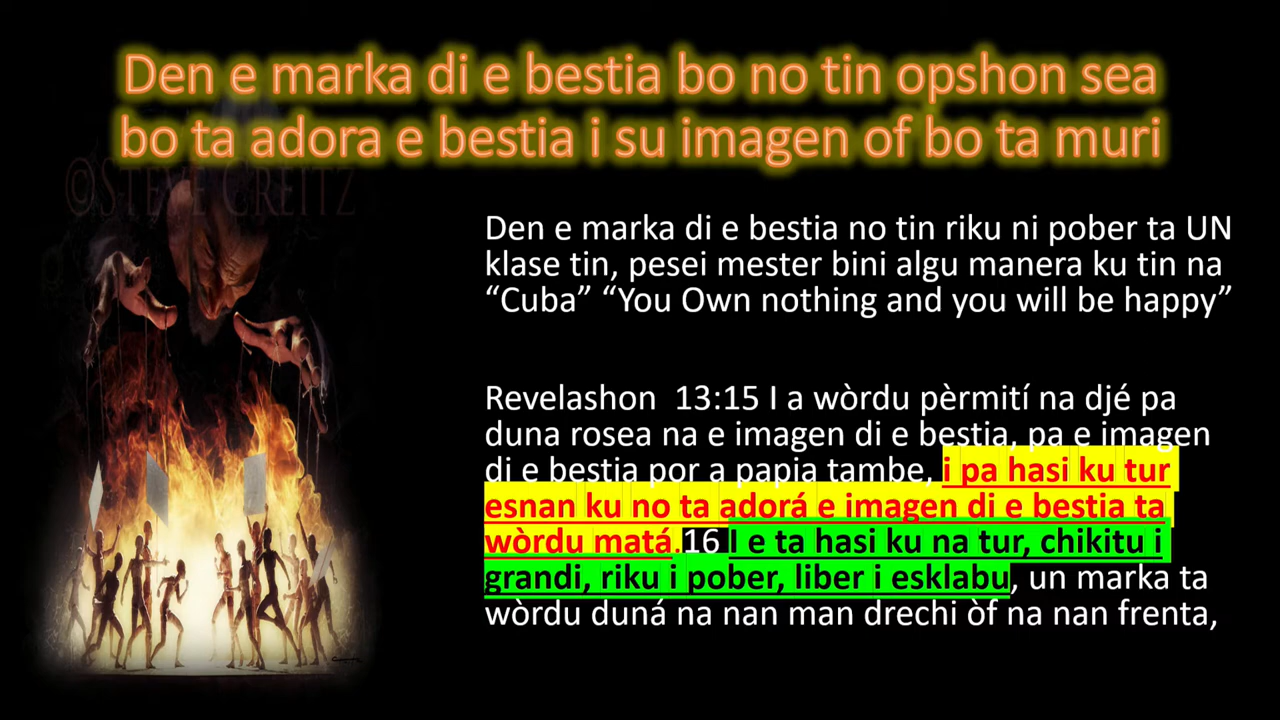 Den e marka di e bestia bo no tin opshon sea
bo ta adora e bestia i su imagen of bo ta muri
©STEVE CREITZ
Den e marka di e bestia no tin riku ni pober ta UN
klase tin, pesei mester bini algu manera ku tin na
“Cuba” “You Own nothing and you will be happy”
Revelashon  13:15 I a wòrdu pèrmití na djé pa
duna rosea na e imagen di e bestia, pa e imagen
di e bestia por a papia tambe, i pa hasi ku tur
esnan ku no ta adorá e imagen di e bestia ta
wòrdu matá.16 I e ta hasi ku na tur, chikitu i
grandi, riku i pober, liber i esklabu, un marka ta
wòrdu duná na nan man drechi òf na nan frenta,